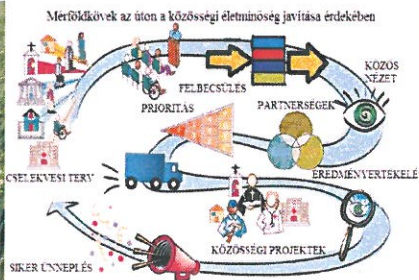 Mérföldkövek az úton a közösségi életminőség javítása érdekében
FELBECSÜLÉS
KÖZÖS
NÉZET
PRIORITÁS
PARTNERSÉGEK
CSELEKVÉSI TERV
EREDMÉNYÉRTÉKELÉ
KÖZÖSSÉGI PROJEKTEK
SIKER ÜNNEPLÉS